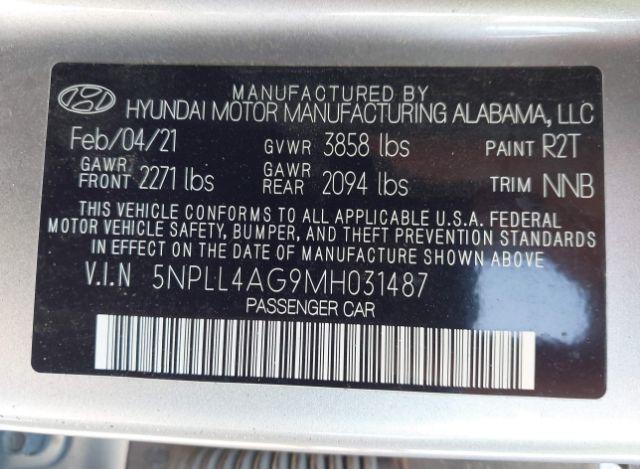 MANUFACTURED BY
HYUNDAI MOTOR MANUFACTURING ALABAMA, LLC
Feb/04/21 GVWR 3858 lbs PAINT R2T
GAWR FRONT 2271 lbs GAWR REAR 2094 lbs TRIM NNB
THIS VEHICLE CONFORMS TO ALL APPLICABLE U.S.A. FEDERAL
MOTOR VEHICLE SAFETY, BUMPER, AND THEFT PREVENTION STANDARDS
IN EFFECT ON THE DATE OF MANUFACTURE SHOWN ABOVE.
V.I.N 5NPLL4AG9MH031487
PASSENGER CAR